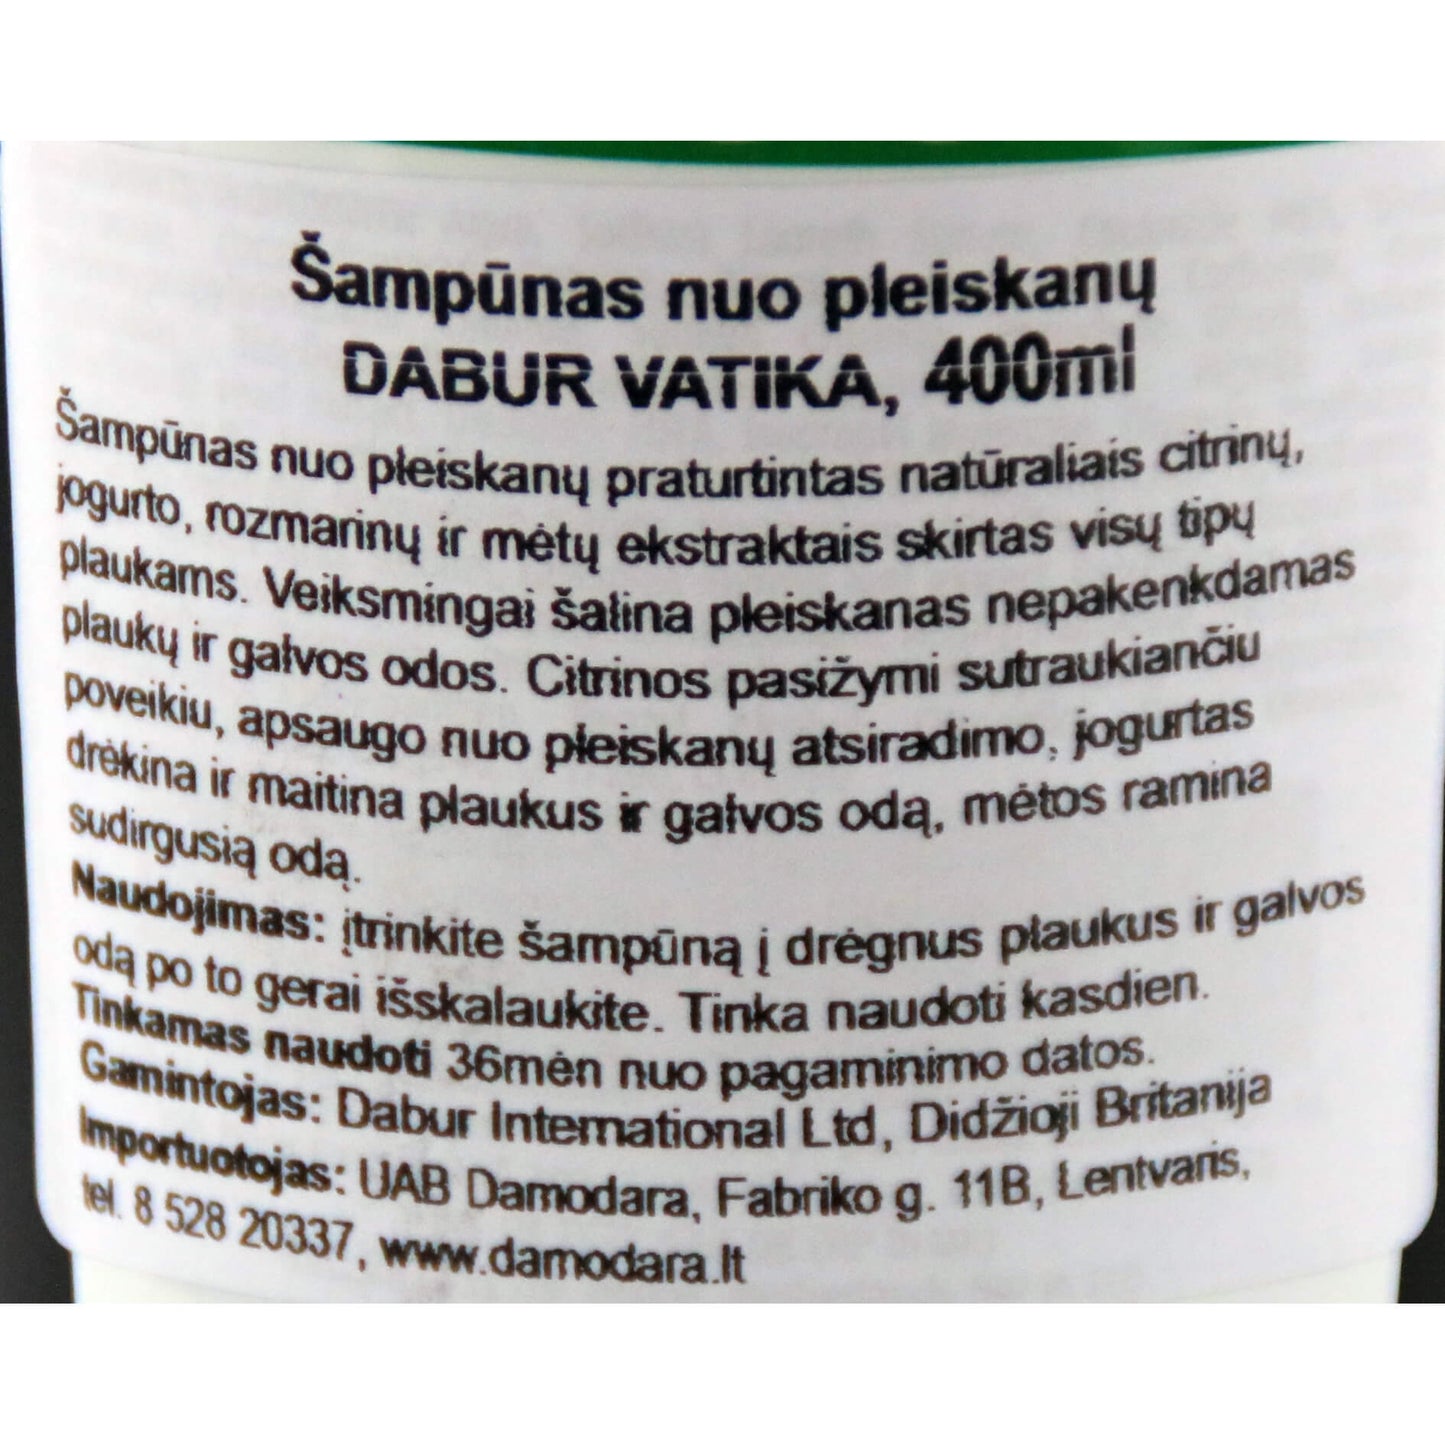 Šampūnas nuo pleiskanų
DABUR VATIKA, 400ml
Šampūnas nuo pleiskanų praturtintas natūraliais citrinų,
jogurto, rozmarinų ir mėtų ekstraktais skirtas visų tipų
plaukams. Veiksmingai šalina pleiskanas nepakenkdamas
plaukų ir galvos odos. Citrinos pasižymi sutraukiančiu
poveikiu, apsaugo nuo pleiskanų atsiradimo, jogurtas
drėkina ir maitina plaukus ir galvos odą, mėtos ramina
sudirgusią odą.
Naudojimas: įtrinkite šampūną į drėgnus plaukus ir galvos
odą po to gerai išskalaukite. Tinka naudoti kasdien.
Tinkamas naudoti 36mėn nuo pagaminimo datos.
Gamintojas: Dabur International Ltd, Didžioji Britanija
Importuotojas: UAB Damodara, Fabriko g. 11B, Lentvaris,
tel. 8 528 20337, www.damodara.lt